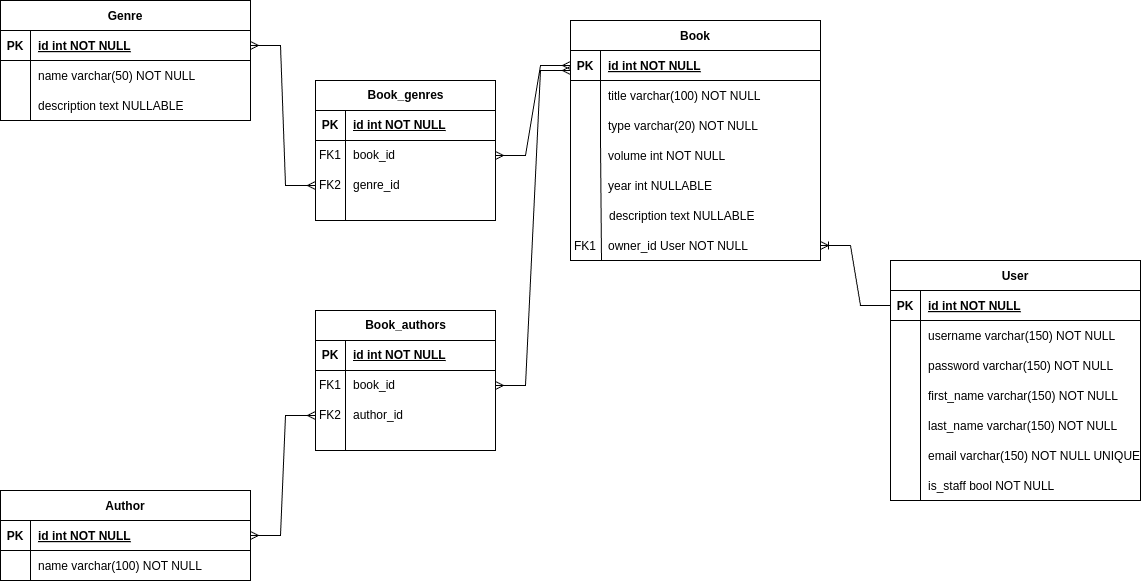 Genre
PK id int NOT NULL
name varchar(50) NOT NULL
description text NULLABLE
Book_genres
PK id int NOT NULL
FK1 book_id
FK2 genre_id
Book
PK id int NOT NULL
title varchar(100) NOT NULL
type varchar(20) NOT NULL
volume int NOT NULL
year int NULLABLE
description text NULLABLE
FK1 owner_id User NOT NULL
Book_authors
PK id int NOT NULL
FK1 book_id
FK2 author_id
User
PK id int NOT NULL
username varchar(150) NOT NULL
password varchar(150) NOT NULL
first_name varchar(150) NOT NULL
last_name varchar(150) NOT NULL
email varchar(150) NOT NULL UNIQUE
is_staff bool NOT NULL
Author
PK id int NOT NULL
name varchar(100) NOT NULL